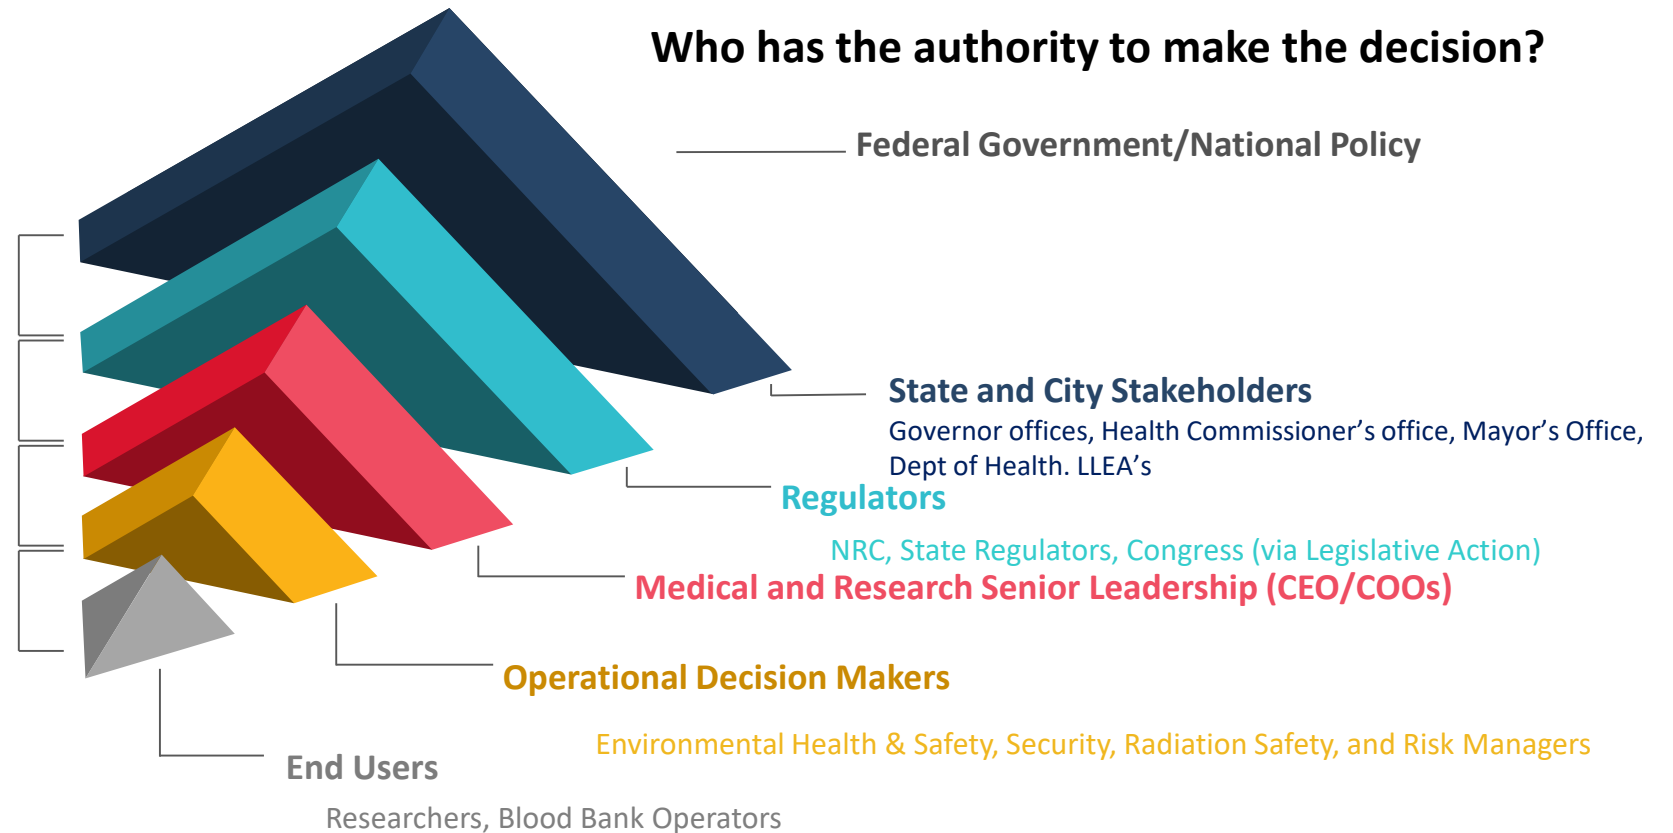 Who has the authority to make the decision?
Federal Government/National Policy
State and City Stakeholders
Governor offices, Health Commissioner’s office, Mayor’s Office,
Dept of Health. LLEA’s
Regulators
NRC, State Regulators, Congress (via Legislative Action)
Medical and Research Senior Leadership (CEO/COOs)
Operational Decision Makers
Environmental Health & Safety, Security, Radiation Safety, and Risk Managers
End Users
Researchers, Blood Bank Operators